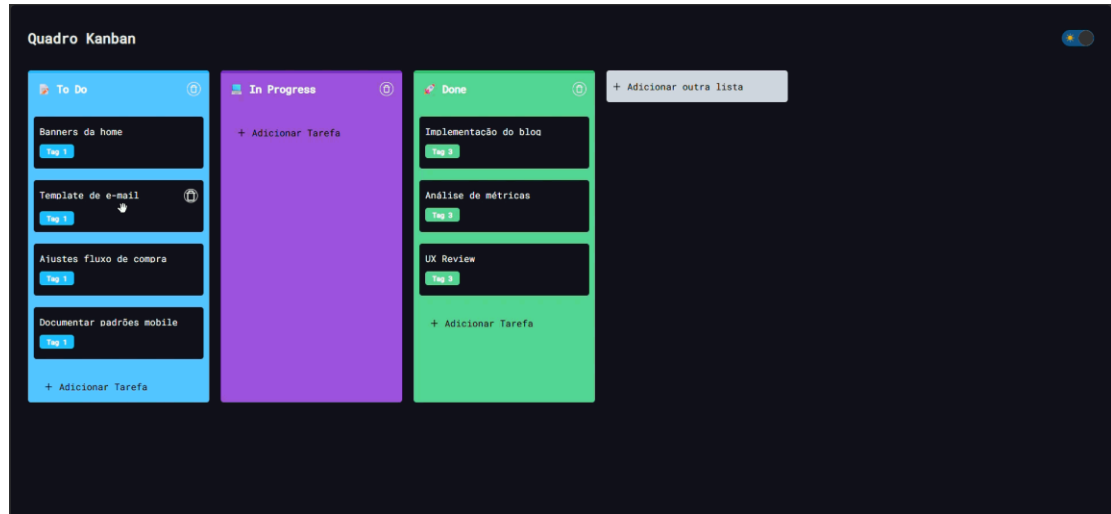 Quadro Kanban
To Do
Banners da home
Tag 1
Template de e-mail
Tag 1
Ajustes fluxo de compra
Tag 1
Documentar padrões mobile
Tag 1
+ Adicionar Tarefa
In Progress
+ Adicionar Tarefa
Done
Implementação do blog
Tag 3
Análise de métricas
Tag 3
UX Review
Tag 3
+ Adicionar Tarefa
+ Adicionar outra lista